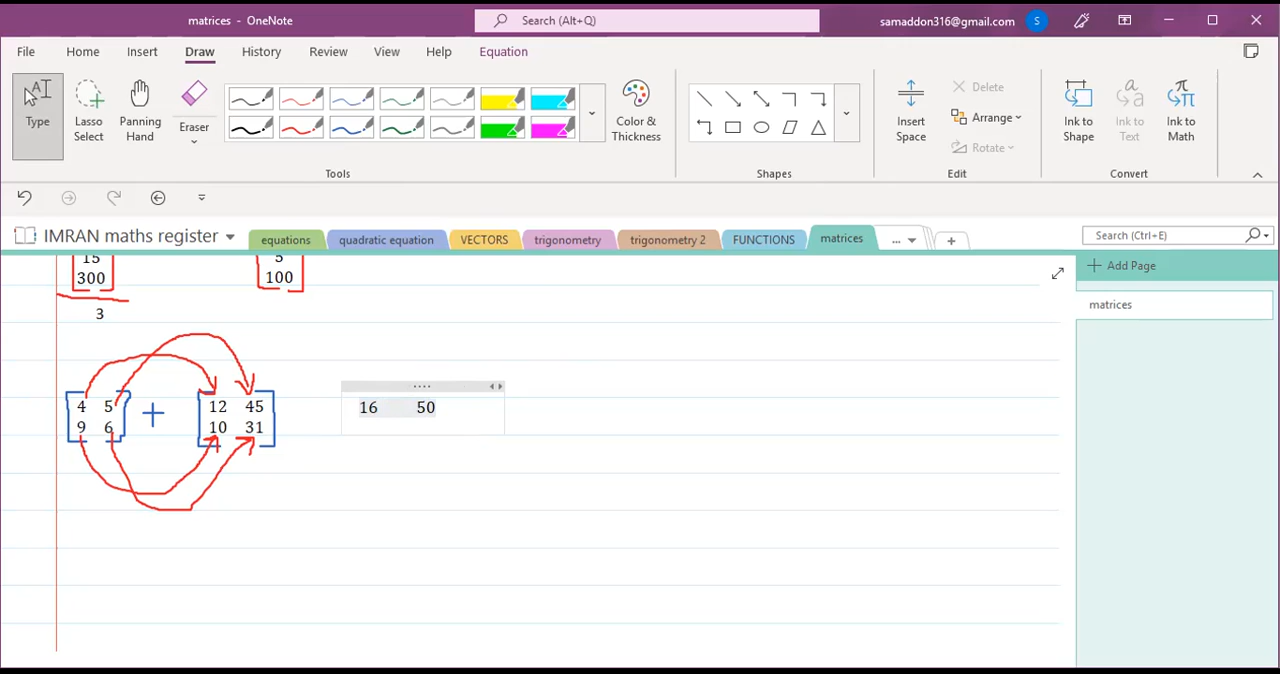 matrices - OneNote
Search (Alt+Q)
samaddon316@gmail.com S
File Home Insert Draw History Review View Help Equation
Type
Lasso Select
Panning Hand
Eraser
Color & Thickness
Insert Space
Delete
Arrange
Rotate
Ink to Shape
Ink to Text
Ink to Math
Tools Shapes Edit Convert
IMRAN maths register equations quadratic equation VECTORS trigonometry trigonometry 2 FUNCTIONS matrices ... +
Search (Ctrl+E)
Add Page
matrices
15 5
300 100
3
4 5 + 12 45 16 50
9 6 10 31